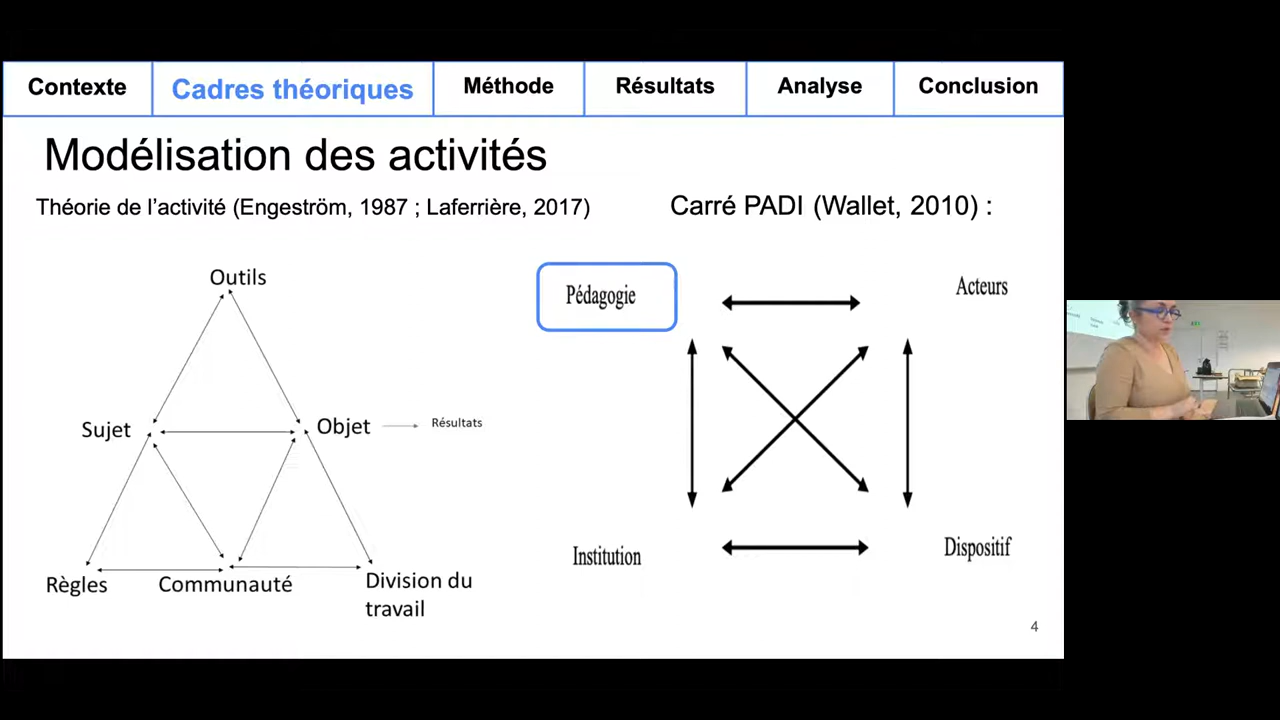 Contexte
Cadres théoriques
Méthode
Résultats
Analyse
Conclusion
Modélisation des activités
Théorie de l'activité (Engeström, 1987 ; Laferrière, 2017)
Carré PADI (Wallet, 2010) :
Outils
Sujet
Objet
Résultats
Règles
Communauté
Division du
travail
Pédagogie
Acteurs
Institution
Dispositif
4